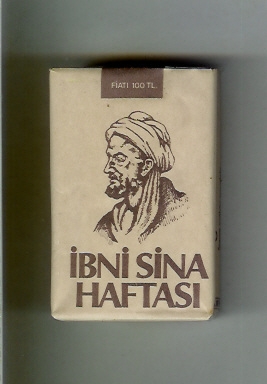 FİATI 100 TL.
İBNİ SİNA
HAFTASI